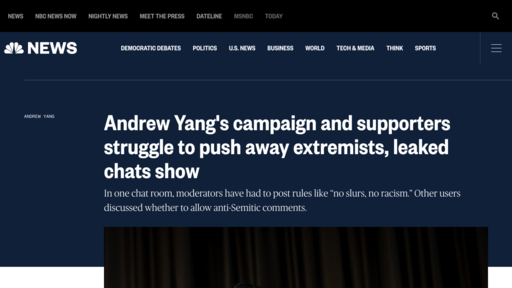 NEWS NBC NEWS NOW NIGHTLY NEWS MEET THE PRESS DATELINE MSNBC TODAY
NEWS DEMOCRATIC DEBATES POLITICS U.S. NEWS BUSINESS WORLD TECH & MEDIA THINK SPORTS
ANDREW YANG
Andrew Yang's campaign and supporters
struggle to push away extremists, leaked
chats show
In one chat room, moderators have had to post rules like “no slurs, no racism.” Other users
discussed whether to allow anti-Semitic comments.